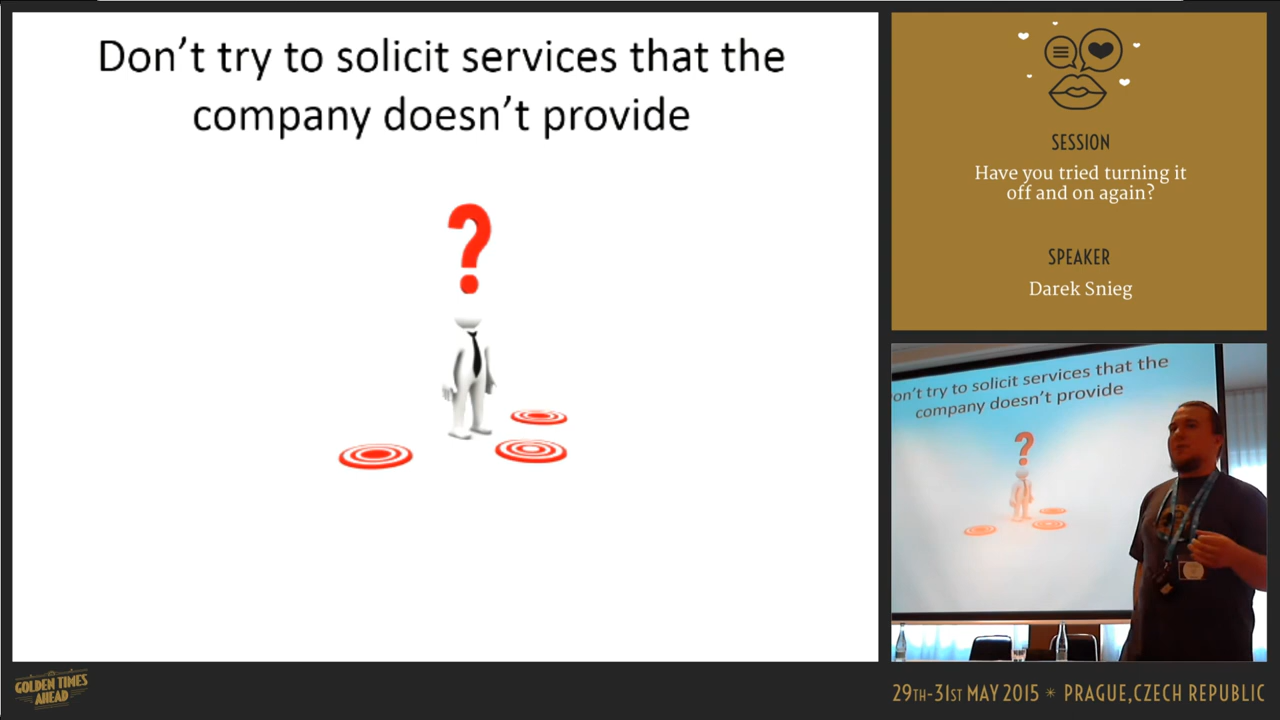 Don't try to solicit services that the
company doesn't provide
?
SESSION
Have you tried turning it
off and on again?
SPEAKER
Darek Snieg
on't try to solicit services that the
company doesn't provide
?
GOLDEN TIMES
AHEAD
29TH-31ST MAY 2015 * PRAGUE,CZECH REPUBLIC